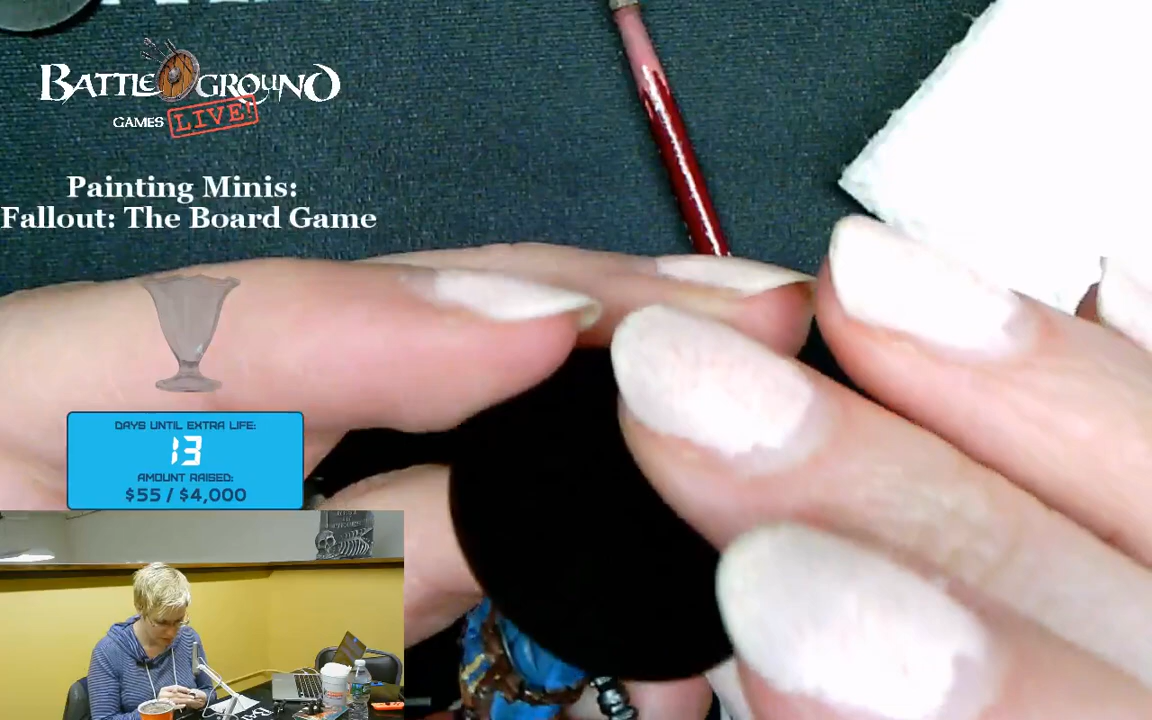 BATTLEGROUND
GAMES LIVE!
Painting Minis:
Fallout: The Board Game
DAYS UNTIL EXTRA LIFE:
13
AMOUNT RAISED:
$55 / $4,000